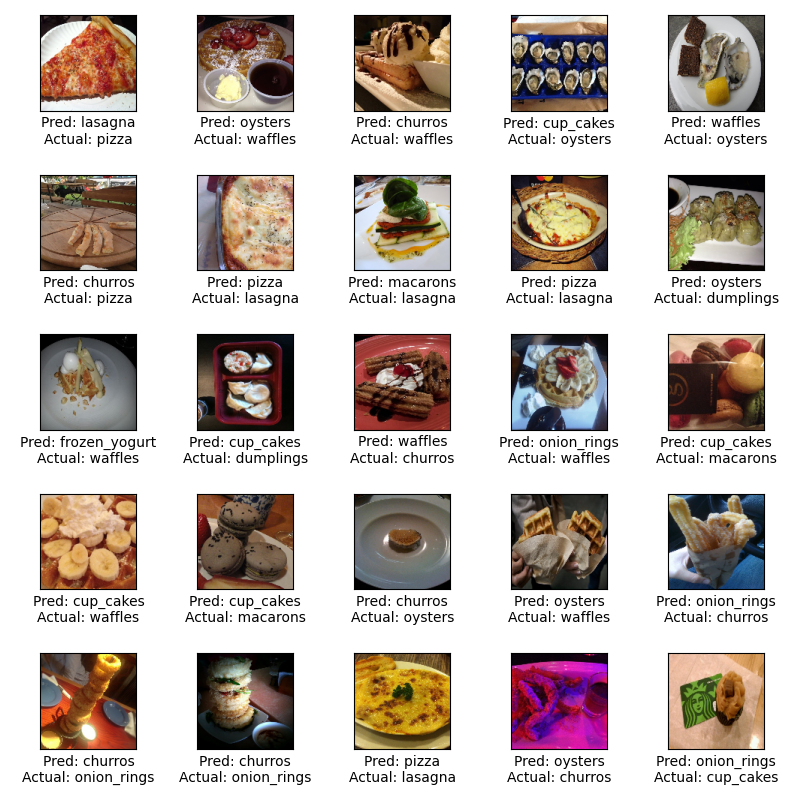 Pred: lasagna
Actual: pizza
Pred: oysters
Actual: waffles
Pred: churros
Actual: waffles
Pred: cup_cakes
Actual: oysters
Pred: waffles
Actual: oysters
Pred: churros
Actual: pizza
Pred: pizza
Actual: lasagna
Pred: macarons
Actual: lasagna
Pred: pizza
Actual: lasagna
Pred: oysters
Actual: dumplings
Pred: frozen_yogurt
Actual: waffles
Pred: cup_cakes
Actual: dumplings
Pred: waffles
Actual: churros
Pred: onion_rings
Actual: waffles
Pred: cup_cakes
Actual: macarons
Pred: cup_cakes
Actual: waffles
Pred: cup_cakes
Actual: macarons
Pred: churros
Actual: oysters
Pred: oysters
Actual: waffles
Pred: onion_rings
Actual: churros
Pred: churros
Actual: onion_rings
Pred: churros
Actual: onion_rings
Pred: pizza
Actual: lasagna
Pred: oysters
Actual: churros
Pred: onion_rings
Actual: cup_cakes